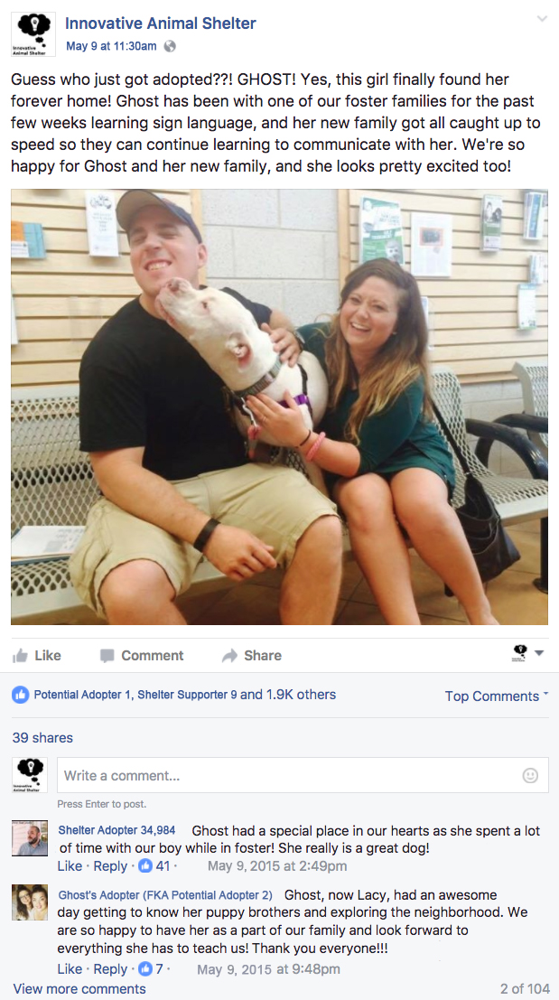 Innovative Animal Shelter
May 9 at 11:30am
Innovative
Animal Shelter
Guess who just got adopted??! GHOST! Yes, this girl finally found her
forever home! Ghost has been with one of our foster families for the past
few weeks learning sign language, and her new family got all caught up to
speed so they can continue learning to communicate with her. We're so
happy for Ghost and her new family, and she looks pretty excited too!
Like Comment Share
Potential Adopter 1, Shelter Supporter 9 and 1.9K others
Top Comments
39 shares
Write a comment...
Press Enter to post.
Shelter Adopter 34,984 Ghost had a special place in our hearts as she spent a lot
of time with our boy while in foster! She really is a great dog!
Like · Reply · 41 · May 9, 2015 at 2:49pm
Ghost's Adopter (FKA Potential Adopter 2) Ghost, now Lacy, had an awesome
day getting to know her puppy brothers and exploring the neighborhood. We
are so happy to have her as a part of our family and look forward to
everything she has to teach us! Thank you everyone!!!
Like · Reply · 7 · May 9, 2015 at 9:48pm
View more comments
2 of 104